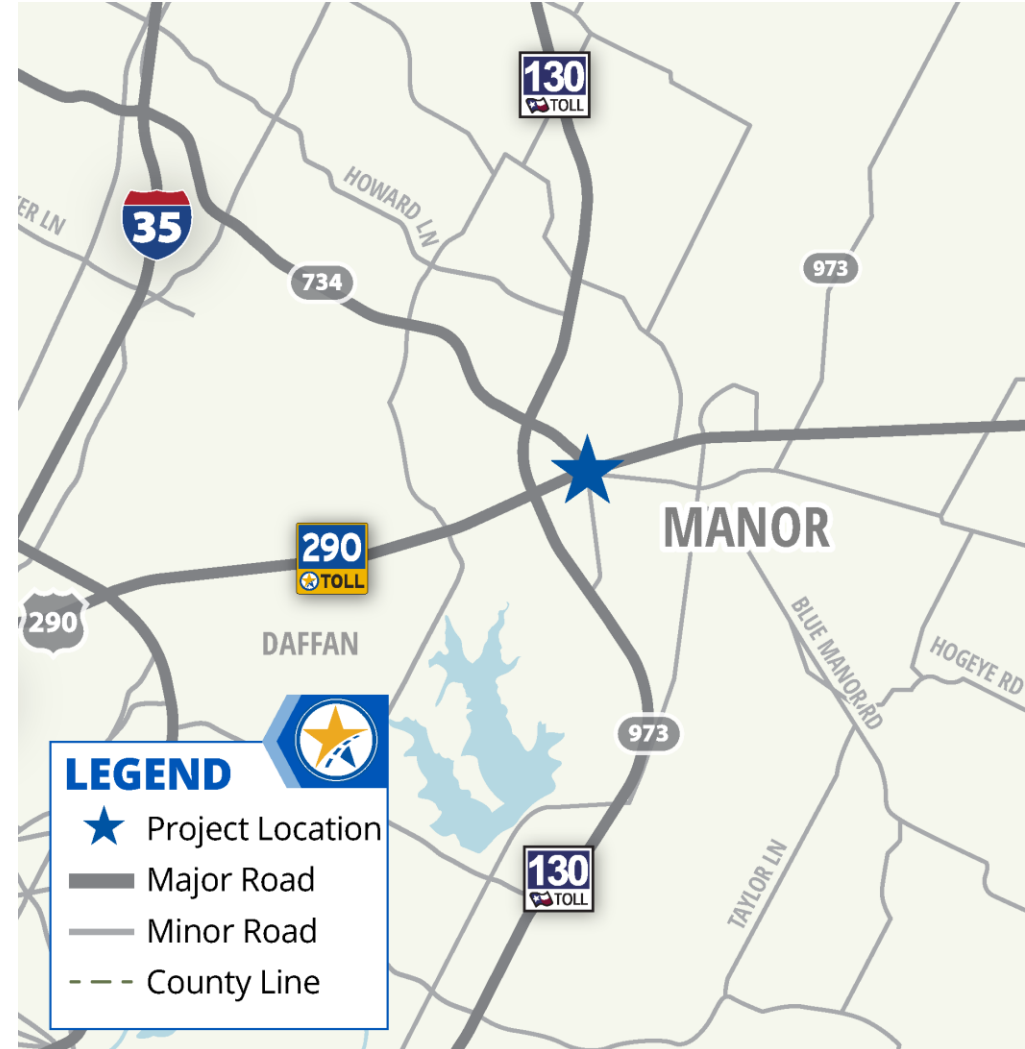 130
TOLL
HOWARD LN
ER LN
35
973
734
MANOR
290
TOLL
290
DAFFAN
BLUE MANOR RD
HOGEYE RD
973
LEGEND
Project Location
Major Road
Minor Road
County Line
130
TOLL
TAYLOR LN